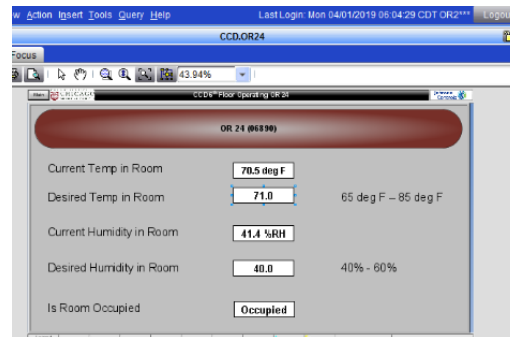 w Action Insert Tools Query Help Last Login: Mon 04/01/2019 06:04:29 CDT OR2*** Logou
CCD.OR24
Focus
43.94%
CHICAGO CCD6th Floor Operating OR 24 Controls
OR 24 (06890)
Current Temp in Room 70.5 deg F
Desired Temp in Room 71.0 65 deg F – 85 deg F
Current Humidity in Room 41.4 %RH
Desired Humidity in Room 40.0 40% - 60%
Is Room Occupied Occupied